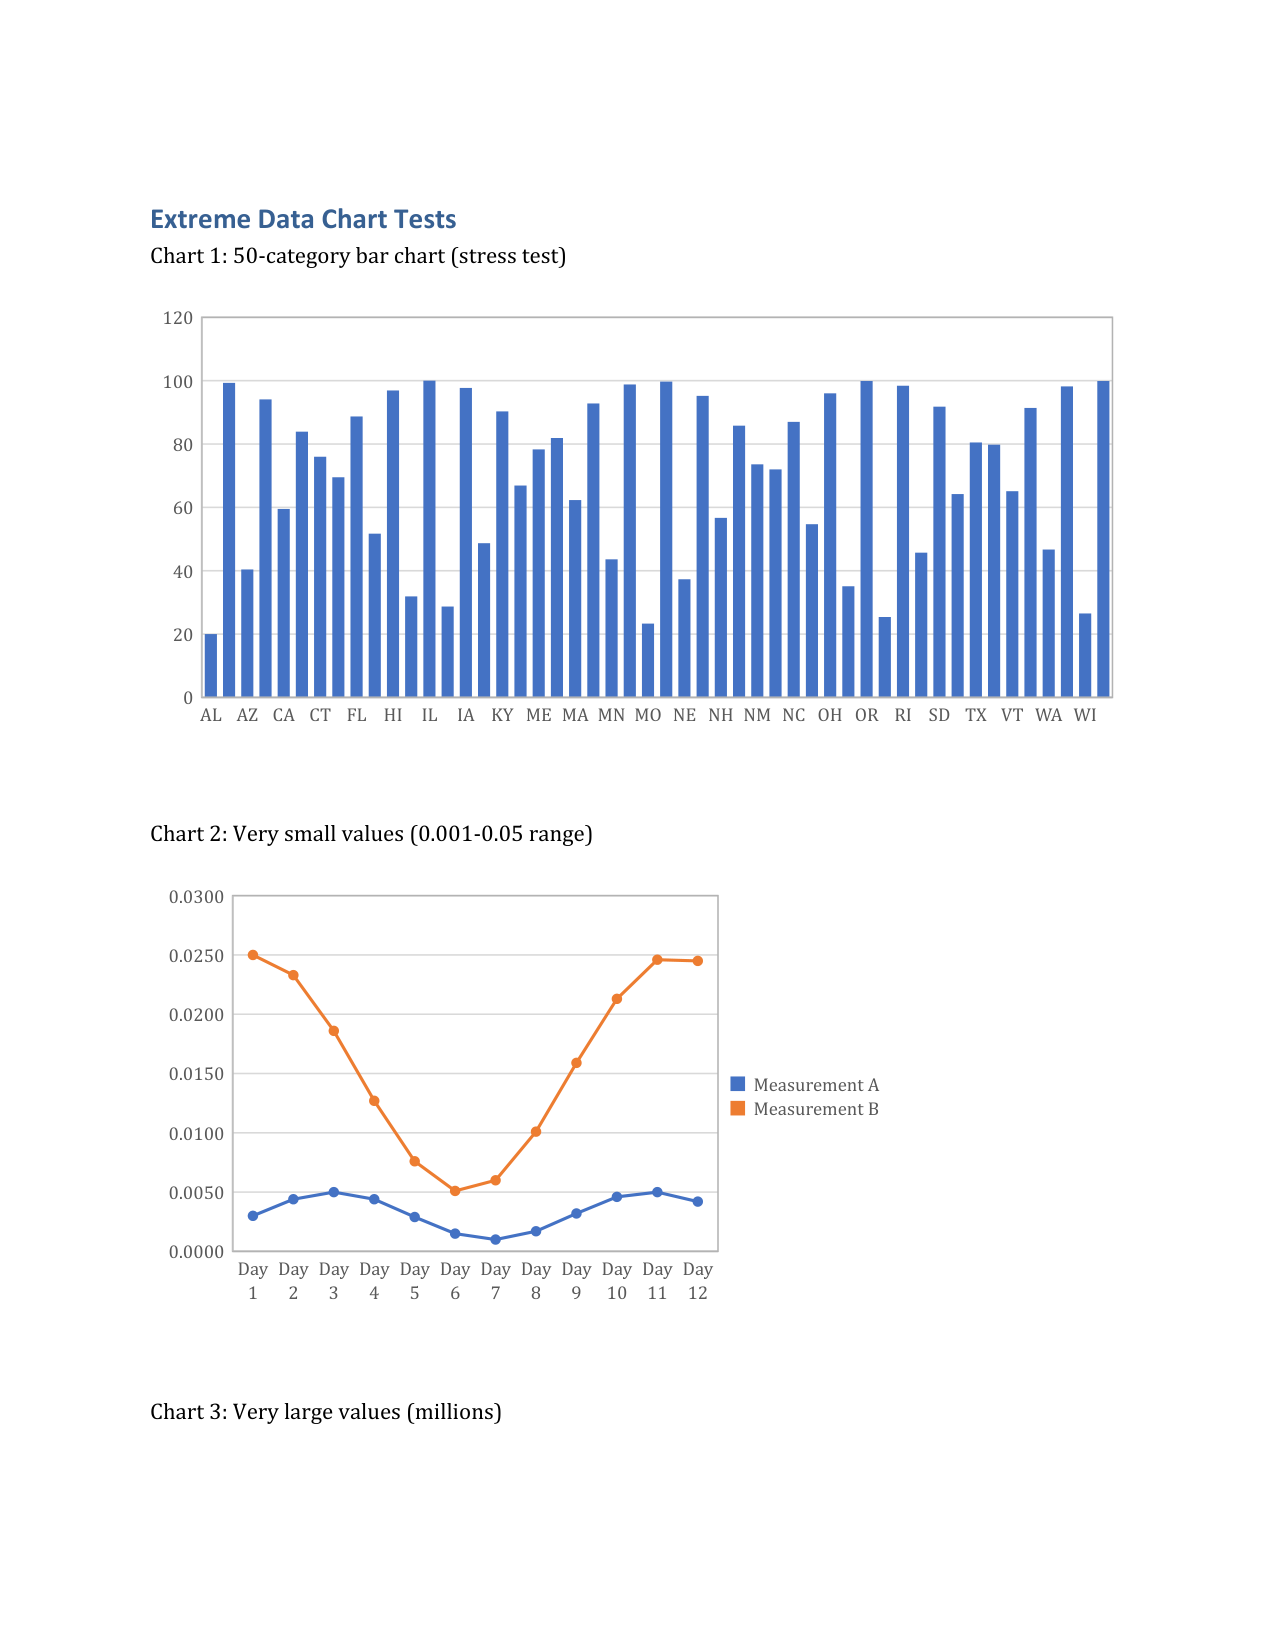 Extreme Data Chart Tests
Chart 1: 50-category bar chart (stress test)
120
100
80
60
40
20
0
AL AZ CA CT FL HI IL IA KY ME MA MN MO NE NH NM NC OH OR RI SD TX VT WA WI
Chart 2: Very small values (0.001-0.05 range)
0.0300
0.0250
0.0200
0.0150
0.0100
0.0050
0.0000
Measurement A
Measurement B
Day Day Day Day Day Day Day Day Day Day Day Day
1 2 3 4 5 6 7 8 9 10 11 12
Chart 3: Very large values (millions)